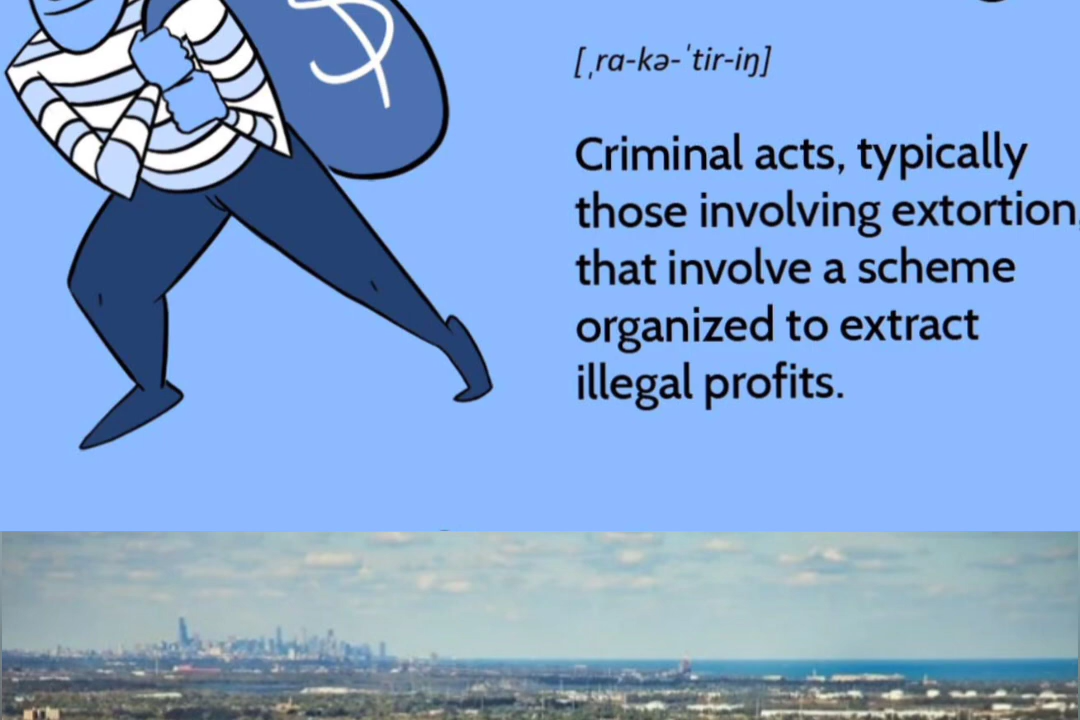 $
[ˌra-kə-ˈtir-iŋ]
Criminal acts, typically
those involving extortion,
that involve a scheme
organized to extract
illegal profits.